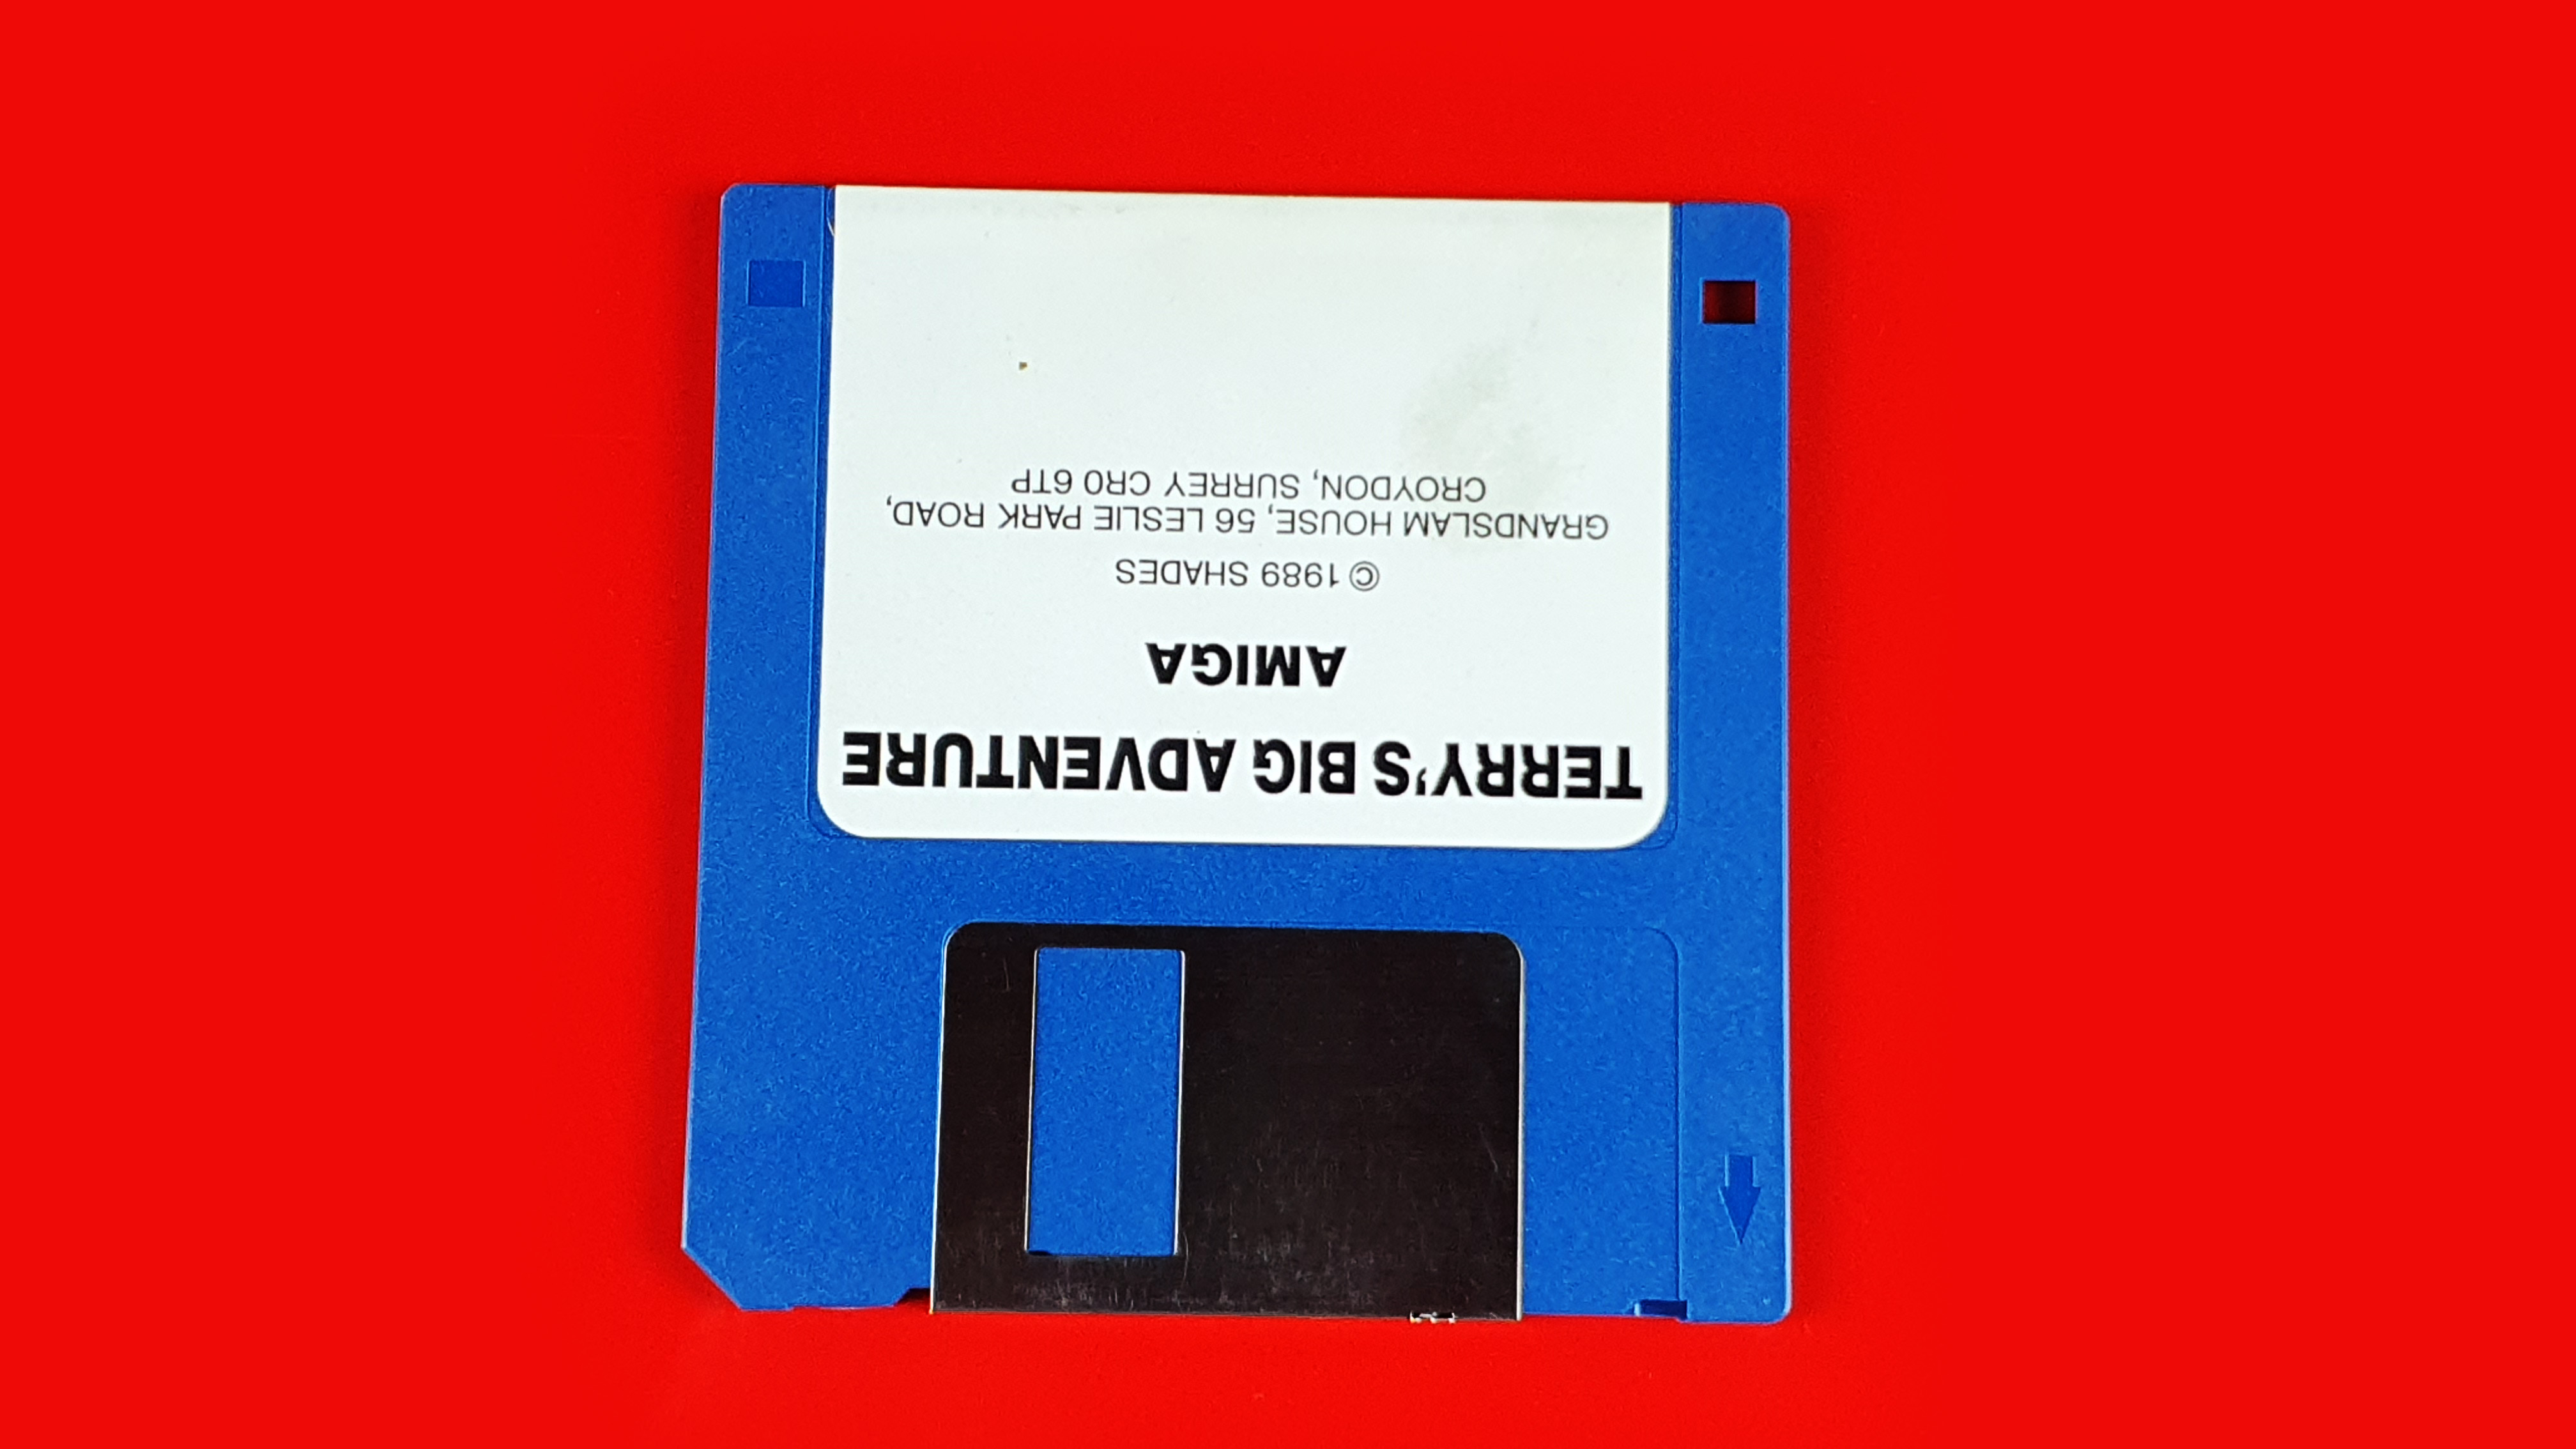 TERRY'S BIG ADVENTURE
AMIGA
© 1989 SHADES
GRANDSLAM HOUSE, 56 LESLIE PARK ROAD,
CROYDON, SURREY CR0 6TP